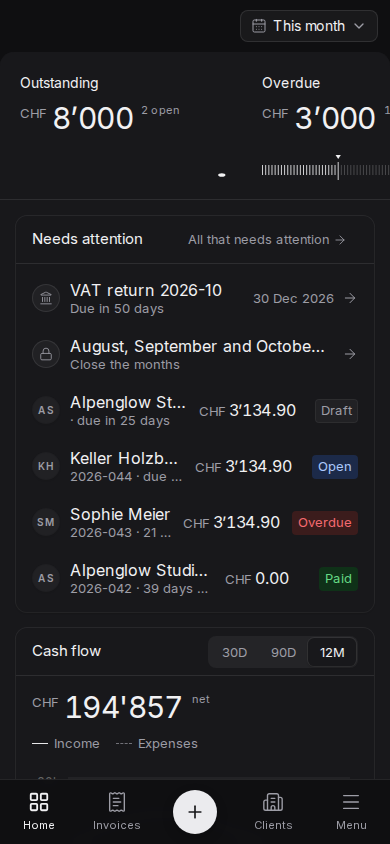 This month
Outstanding
Overdue
CHF 8’000 2 open
CHF 3’000 1
Needs attention
All that needs attention →
VAT return 2026-10
Due in 50 days
30 Dec 2026 →
August, September and Octobe...
Close the months
→
AS
Alpenglow St...
· due in 25 days
CHF 3’134.90
Draft
KH
Keller Holzb...
2026-044 · due ...
CHF 3’134.90
Open
SM
Sophie Meier
2026-043 · 21 ...
CHF 3’134.90
Overdue
AS
Alpenglow Studi...
2026-042 · 39 days ...
CHF 0.00
Paid
Cash flow
30D 90D 12M
CHF 194'857 net
Income Expenses
Home
Invoices
+
Clients
Menu